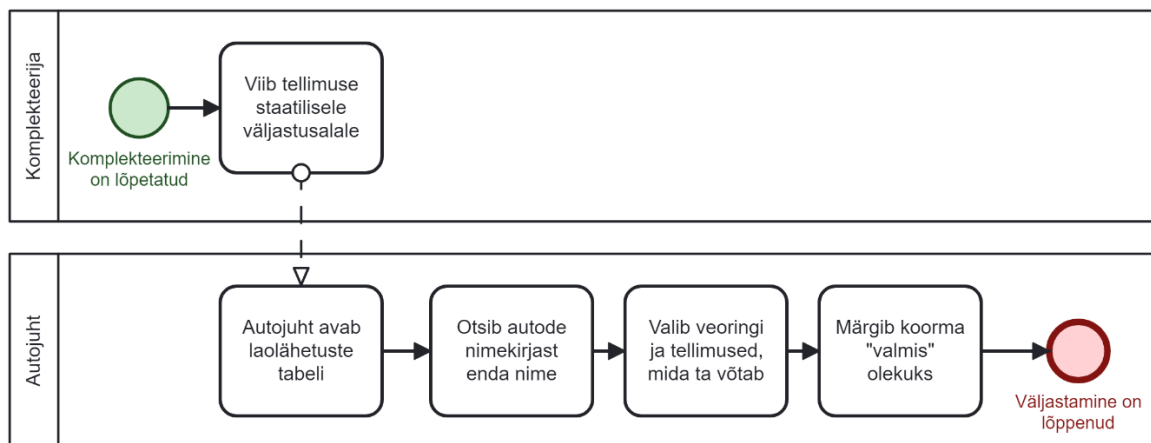 Komplekteerija
Komplekteerimine
on lõpetatud
Viib tellimuse
staatilisele
väljastusalale
Autojuht
Autojuht avab
laolähetuste
tabeli
Otsib autode
nimekirjast
enda nime
Valib veoringi
ja tellimused,
mida ta võtab
Märgib koorma
"valmis"
olekuks
Väljastamine on
lõppenud